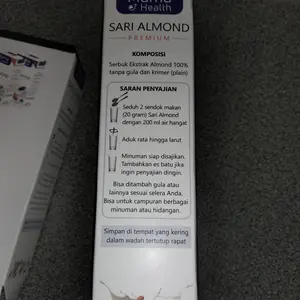 Mama
Health
SARI ALMOND
PREMIUM
KOMPOSISI
Serbuk Ekstrak Almond 100%
tanpa gula dan krimer (plain)
SARAN PENYAJIAN
Seduh 2 sendok makan
(20 gram) Sari Almond
dengan 200 ml air hangat
Aduk rata hingga larut
Minuman siap disajikan.
Tambahkan es batu jika
ingin penyajian dingin.
Bisa ditambah gula atau
lainnya sesuai selera Anda.
Bisa untuk campuran berbagai
minuman atau hidangan.
Simpan di tempat yang kering
dalam wadah tertutup rapat